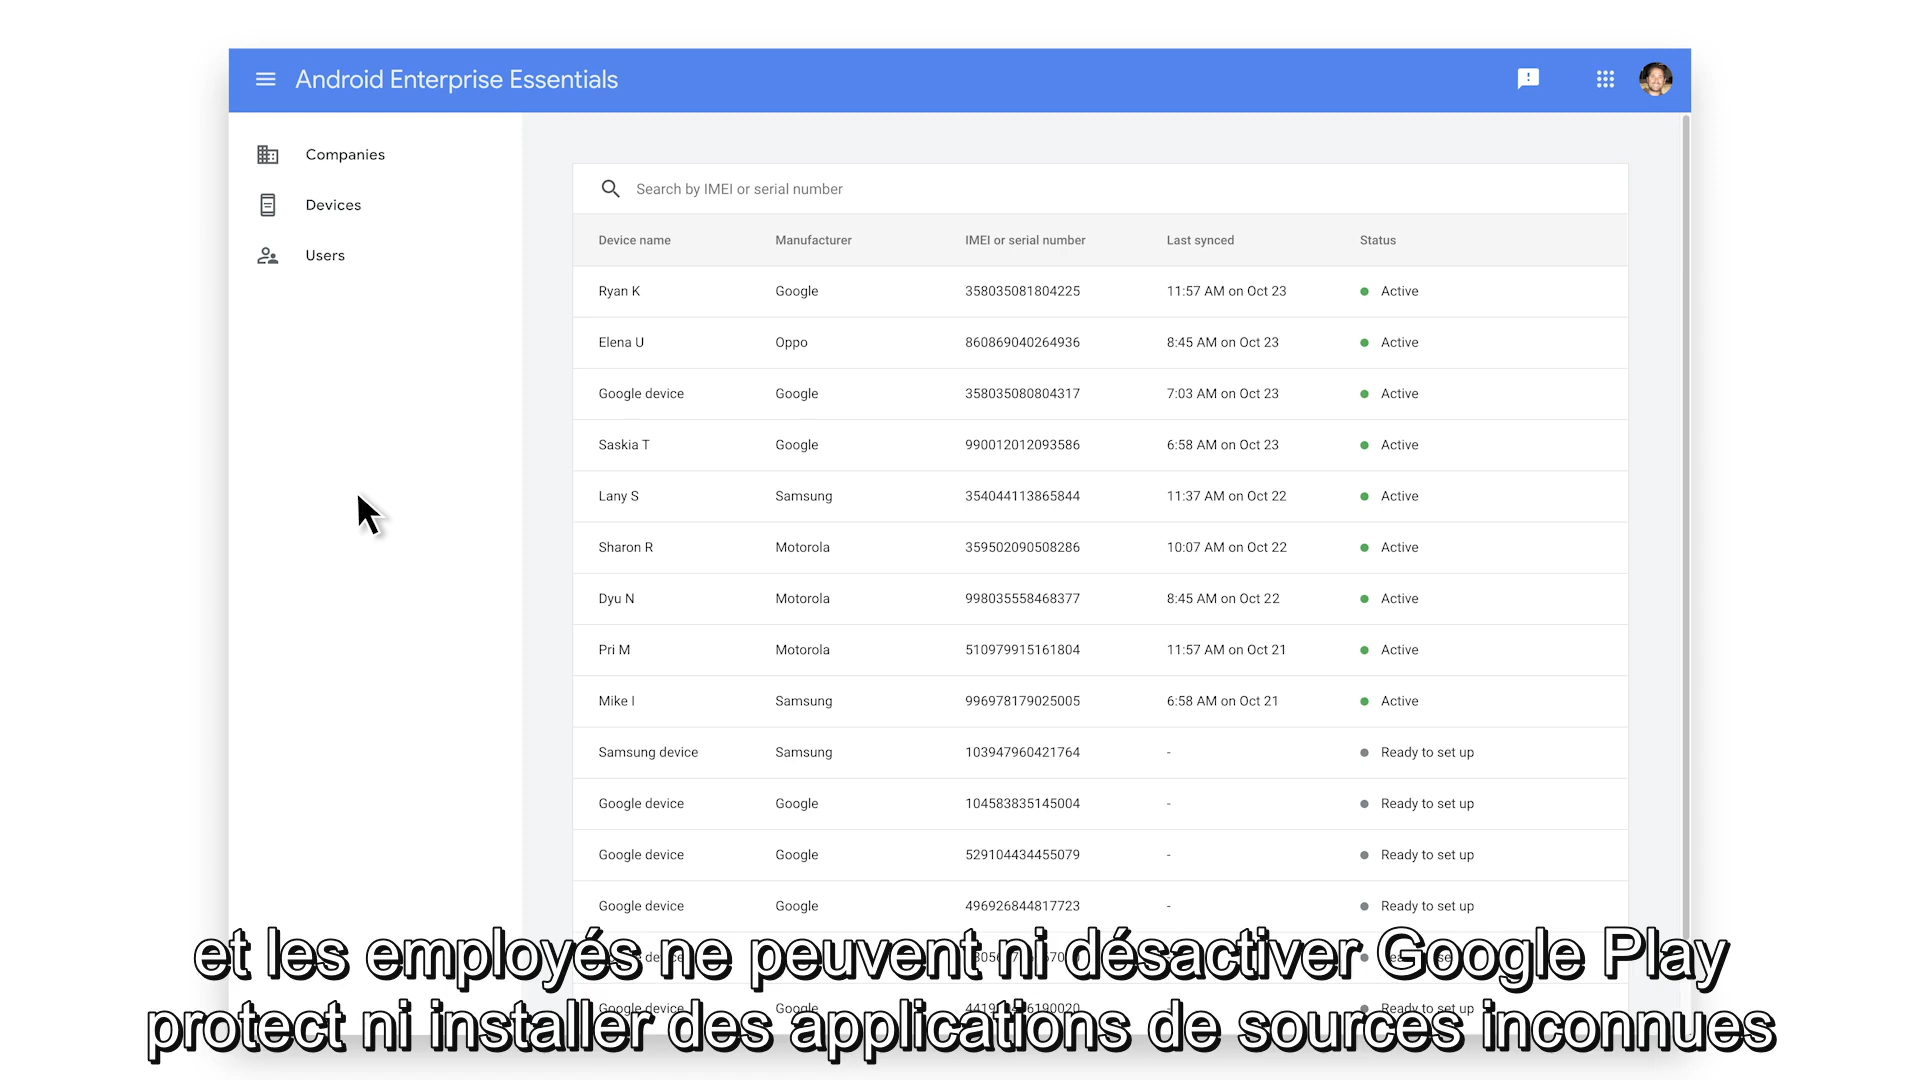 Android Enterprise Essentials
Companies
Devices
Users
Search by IMEI or serial number
Device name Manufacturer IMEI or serial number Last synced Status
Ryan K Google 358035081804225 11:57 AM on Oct 23 Active
Elena U Oppo 860869040264936 8:45 AM on Oct 23 Active
Google device Google 358035080804317 7:03 AM on Oct 23 Active
Saskia T Google 990012012093586 6:58 AM on Oct 23 Active
Lany S Samsung 354044113865844 11:37 AM on Oct 22 Active
Sharon R Motorola 359502090508286 10:07 AM on Oct 22 Active
Dyu N Motorola 998035558468377 8:45 AM on Oct 22 Active
Pri M Motorola 510979915161804 11:57 AM on Oct 21 Active
Mike I Samsung 996978179025005 6:58 AM on Oct 21 Active
Samsung device Samsung 103947960421764 - Ready to set up
Google device Google 104583835145004 - Ready to set up
Google device Google 529104434455079 - Ready to set up
Google device Google 496926844817723 - Ready to set up
et les employés ne peuvent ni désactiver Google Play
Google device Google Ready to set up
protect ni installer des applications de sources inconnues